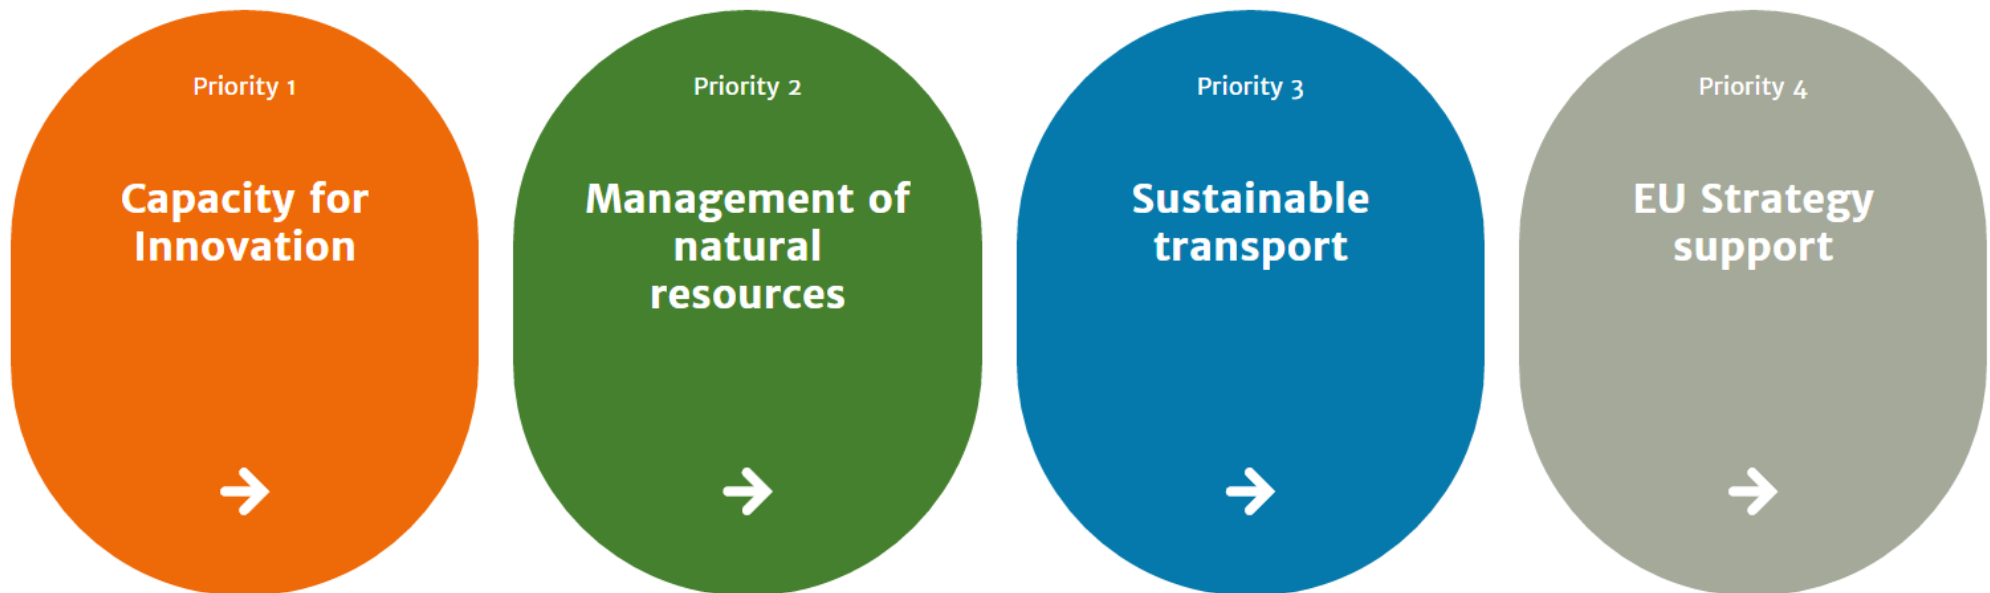 Priority 1
Capacity for
Innovation
Priority 2
Management of
natural
resources
Priority 3
Sustainable
transport
Priority 4
EU Strategy
support